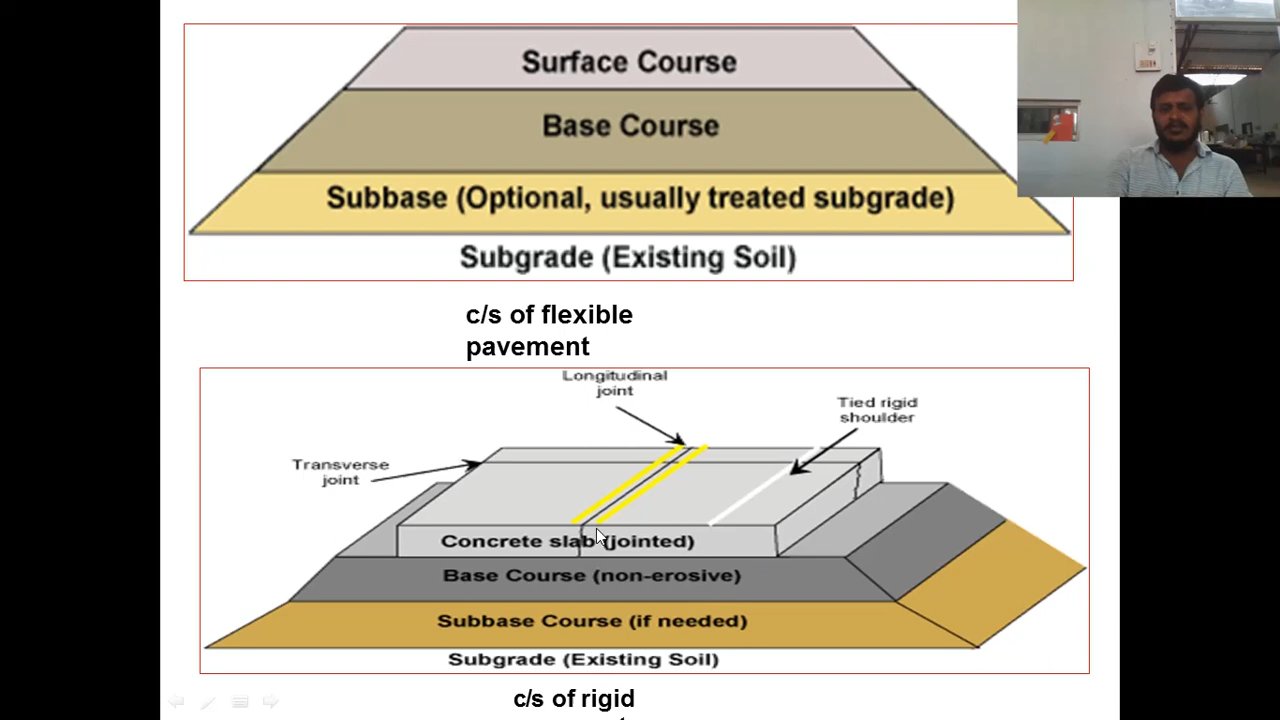 Surface Course
Base Course
Subbase (Optional, usually treated subgrade)
Subgrade (Existing Soil)
c/s of flexible
pavement
Longitudinal
joint
Tied rigid
shoulder
Transverse
joint
Concrete slab (jointed)
Base Course (non-erosive)
Subbase Course (if needed)
Subgrade (Existing Soil)
c/s of rigid